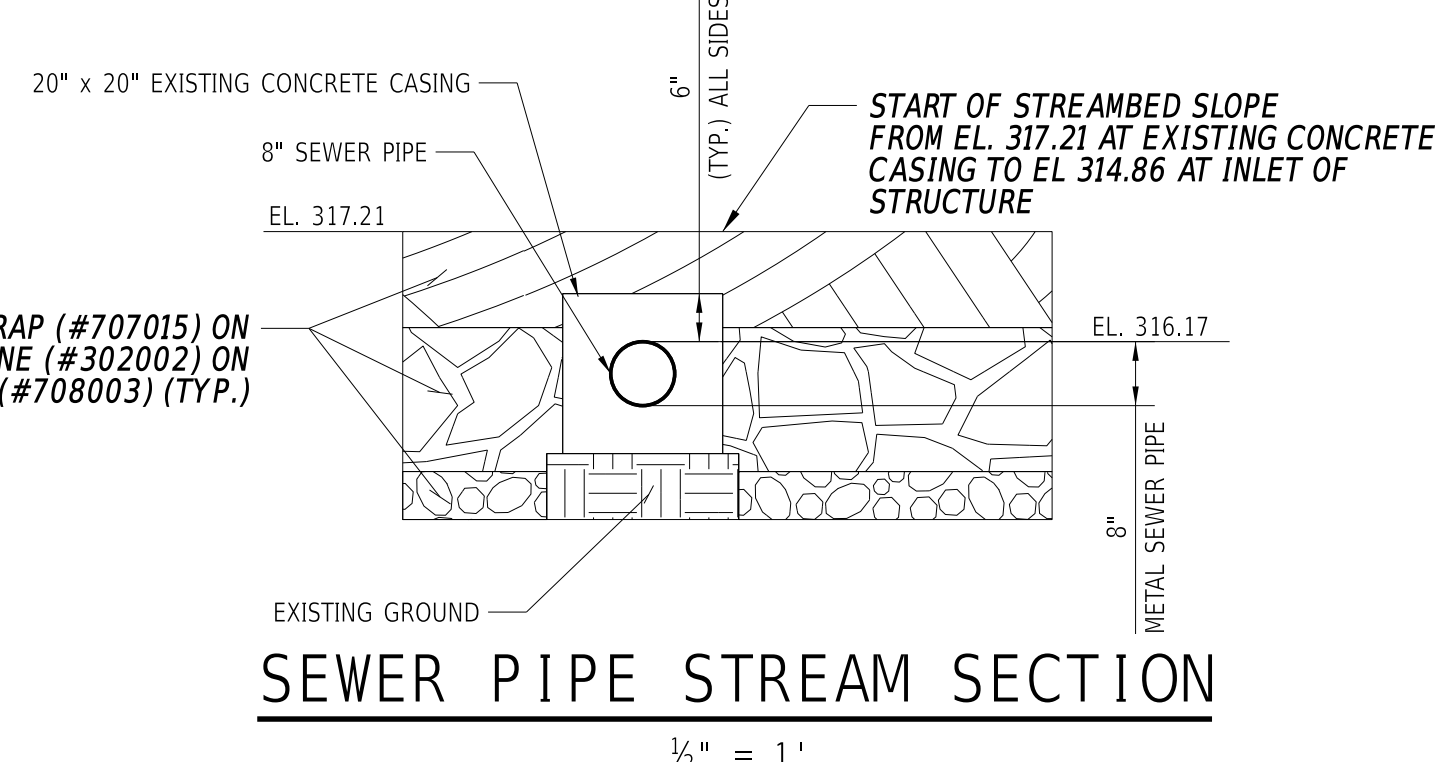 6"
(TYP.) ALL SIDES
20" x 20" EXISTING CONCRETE CASING
START OF STREAMBED SLOPE
FROM EL. 317.21 AT EXISTING CONCRETE
CASING TO EL 314.86 AT INLET OF
STRUCTURE
8" SEWER PIPE
EL. 317.21
(#707015) ON
(#302002) ON
(#708003) (TYP.)
EL. 316.17
8"
METAL SEWER PIPE
EXISTING GROUND
SEWER PIPE STREAM SECTION
½" = 1'